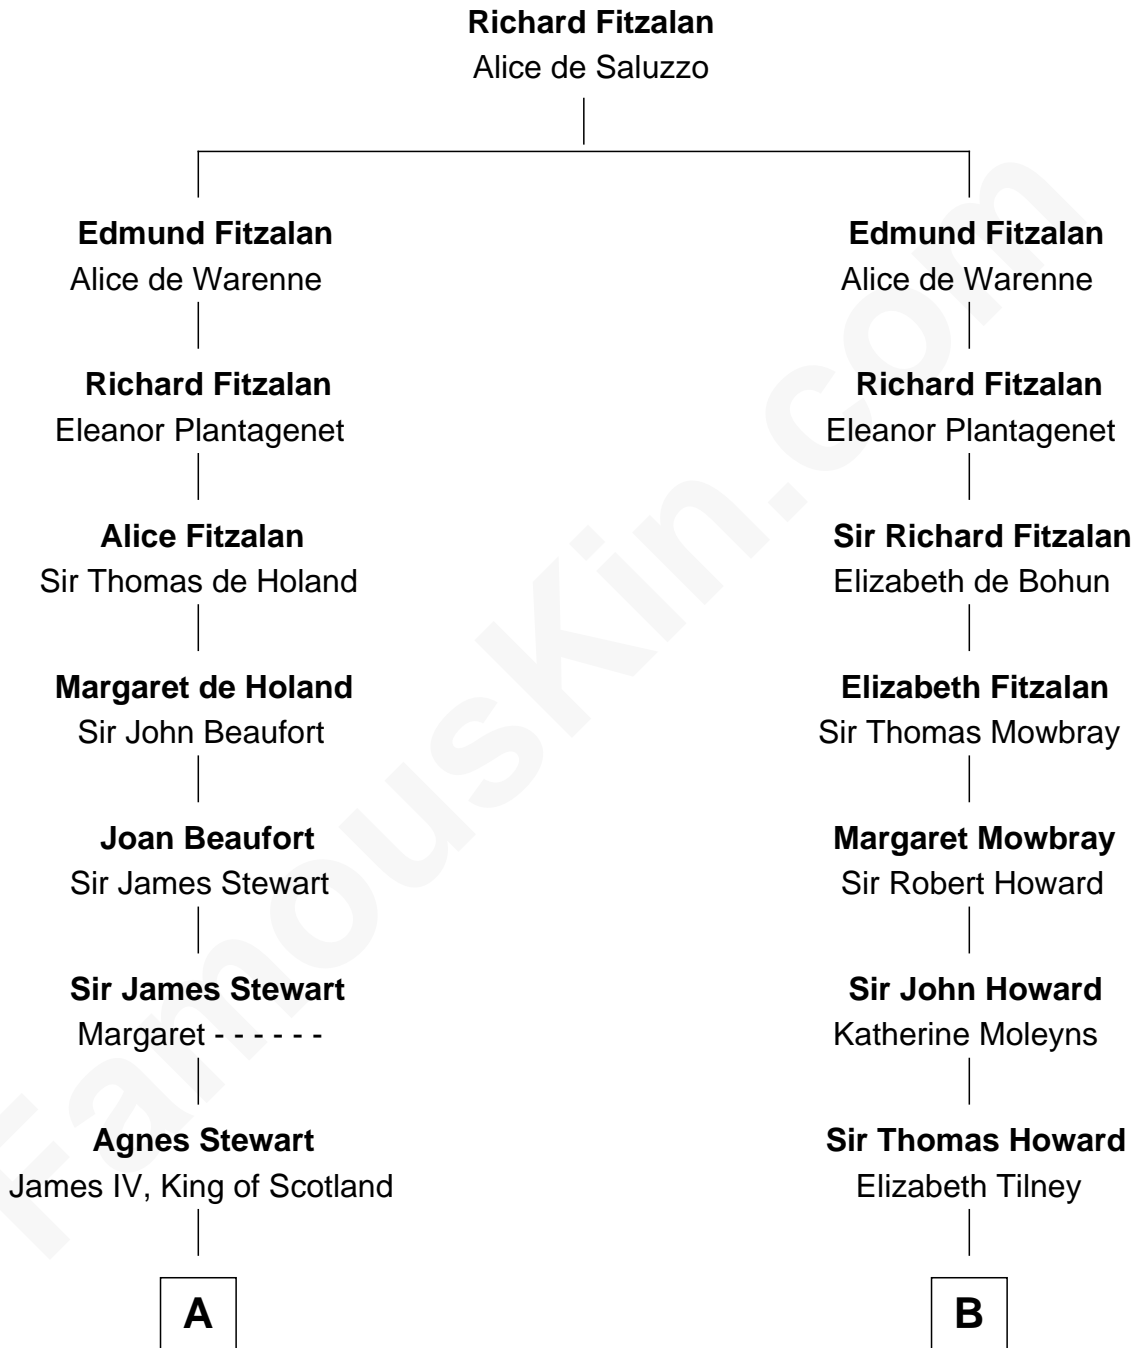 Richard Fitzalan
Alice de Saluzzo
Edmund Fitzalan
Alice de Warenne
Richard Fitzalan
Eleanor Plantagenet
Alice Fitzalan
Sir Thomas de Holand
Margaret de Holand
Sir John Beaufort
Joan Beaufort
Sir James Stewart
Sir James Stewart
Margaret - - - - - -
Agnes Stewart
James IV, King of Scotland
A
Edmund Fitzalan
Alice de Warenne
Richard Fitzalan
Eleanor Plantagenet
Sir Richard Fitzalan
Elizabeth de Bohun
Elizabeth Fitzalan
Sir Thomas Mowbray
Margaret Mowbray
Sir Robert Howard
Sir John Howard
Katherine Moleyns
Sir Thomas Howard
Elizabeth Tilney
B
FamousKin.com